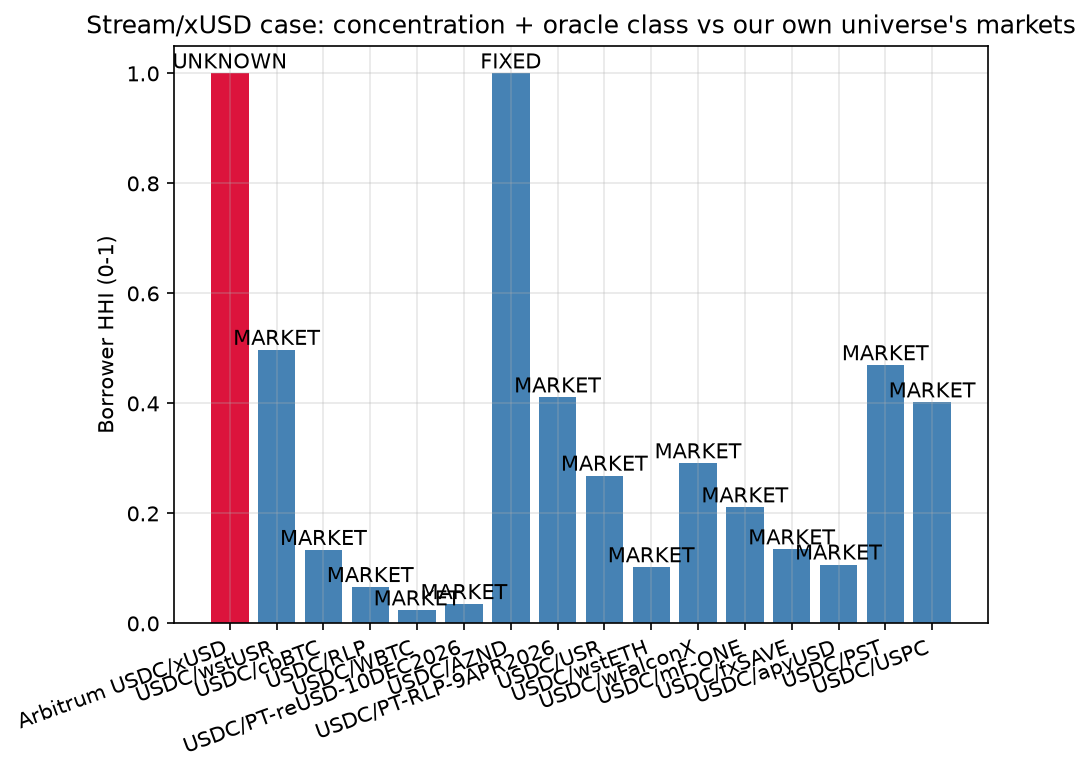 Stream/xUSD case: concentration + oracle class vs our own universe's markets
Borrower HHI (0-1)
1.0
0.8
0.6
0.4
0.2
0.0
UNKNOWN
MARKET
MARKET
MARKET
MARKET
MARKET
FIXED
MARKET
MARKET
MARKET
MARKET
MARKET
MARKET
MARKET
MARKET
MARKET
Arbitrum USDC/xUSD
USDC/wstUSR
USDC/cbBTC
USDC/RLP
USDC/WBTC
USDC/PT-reUSD-10DEC2026
USDC/AZND
USDC/PT-RLP-9APR2026
USDC/USR
USDC/wstETH
USDC/wFalconX
USDC/mF-ONE
USDC/fxSAVE
USDC/apyUSD
USDC/PST
USDC/USPC